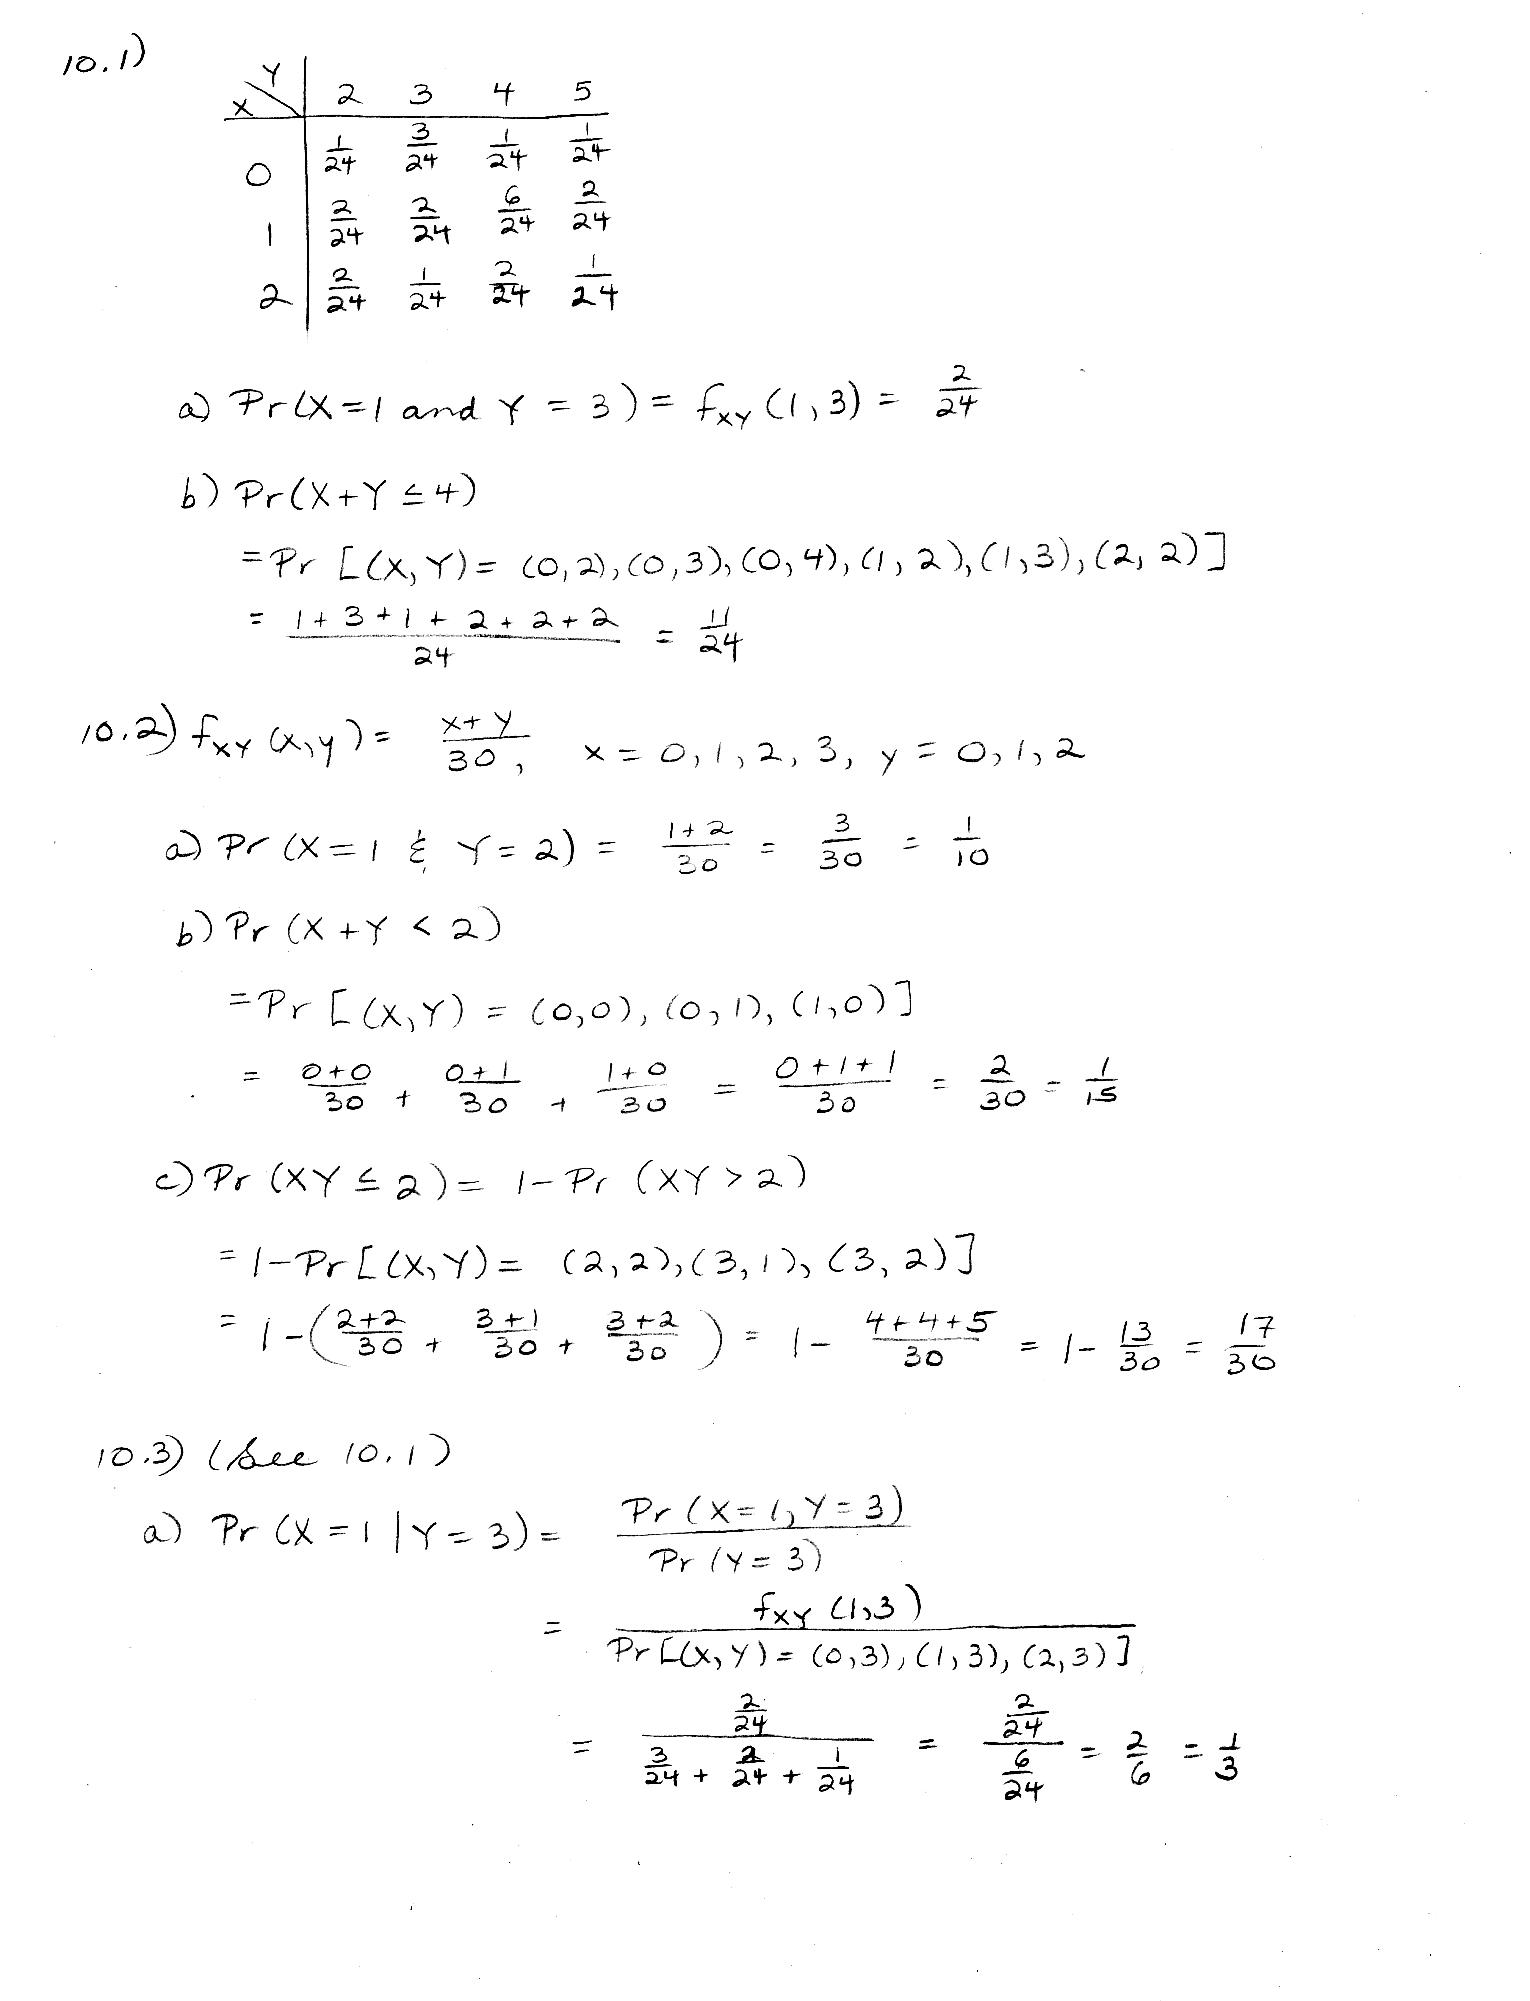 10.1)
X \ Y | 2 3 4 5
0 | 1/24 3/24 1/24 1/24
1 | 2/24 2/24 6/24 2/24
2 | 2/24 1/24 2/24 1/24
a) Pr(X=1 and Y = 3) = f_XY (1,3) = 2/24
b) Pr(X+Y ≤ 4)
= Pr [(X,Y) = (0,2),(0,3),(0,4),(1,2),(1,3),(2,2)]
= (1+3+1+2+2+2)/24 = 11/24
10.2) f_XY (x,y) = (x+y)/30, x = 0,1,2,3, y = 0,1,2
a) Pr (X=1 & Y=2) = (1+2)/30 = 3/30 = 1/10
b) Pr (X+Y < 2)
= Pr [(X,Y) = (0,0), (0,1), (1,0)]
= (0+0)/30 + (0+1)/30 + (1+0)/30 = (0+1+1)/30 = 2/30 = 1/15
c) Pr (XY ≤ 2) = 1 - Pr (XY > 2)
= 1 - Pr [(X,Y) = (2,2),(3,1),(3,2)]
= 1 - ((2+2)/30 + (3+1)/30 + (3+2)/30) = 1 - (4+4+5)/30 = 1 - 13/30 = 17/30
10.3) (See 10.1)
a) Pr (X=1 | Y=3) = Pr (X=1, Y=3) / Pr (Y=3)
= f_XY (1,3) / Pr [(X,Y) = (0,3),(1,3),(2,3)]
= (2/24) / (3/24 + 2/24 + 1/24) = (2/24) / (6/24) = 2/6 = 1/3